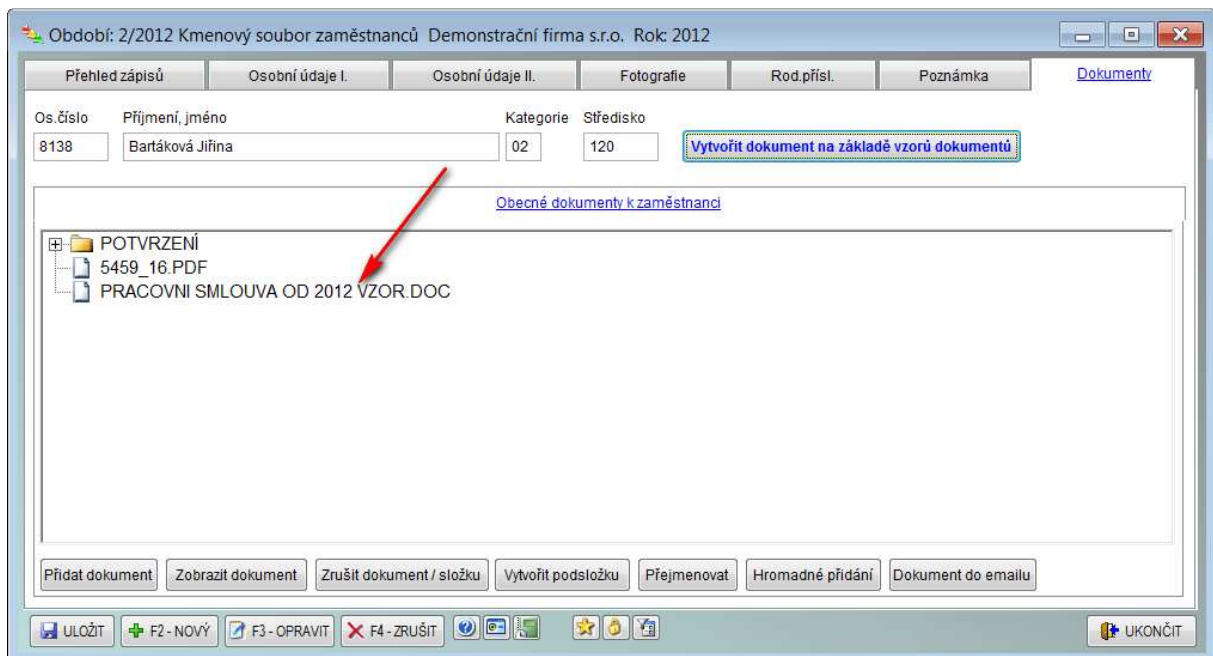 Období: 2/2012 Kmenový soubor zaměstnanců Demonstrační firma s.r.o. Rok: 2012
Přehled zápisů Osobní údaje I. Osobní údaje II. Fotografie Rod.přísl. Poznámka Dokumenty
Os.číslo Příjmení, jméno Kategorie Středisko
8138 Bartáková Jiřina 02 120 Vytvořit dokument na základě vzorů dokumentů
Obecné dokumenty k zaměstnanci
POTVRZENÍ
5459_16.PDF
PRACOVNI SMLOUVA OD 2012 VZOR.DOC
Přidat dokument Zobrazit dokument Zrušit dokument / složku Vytvořit podsložku Přejmenovat Hromadné přidání Dokument do emailu
ULOŽIT F2 - NOVÝ F3 - OPRAVIT F4 - ZRUŠIT UKONČIT